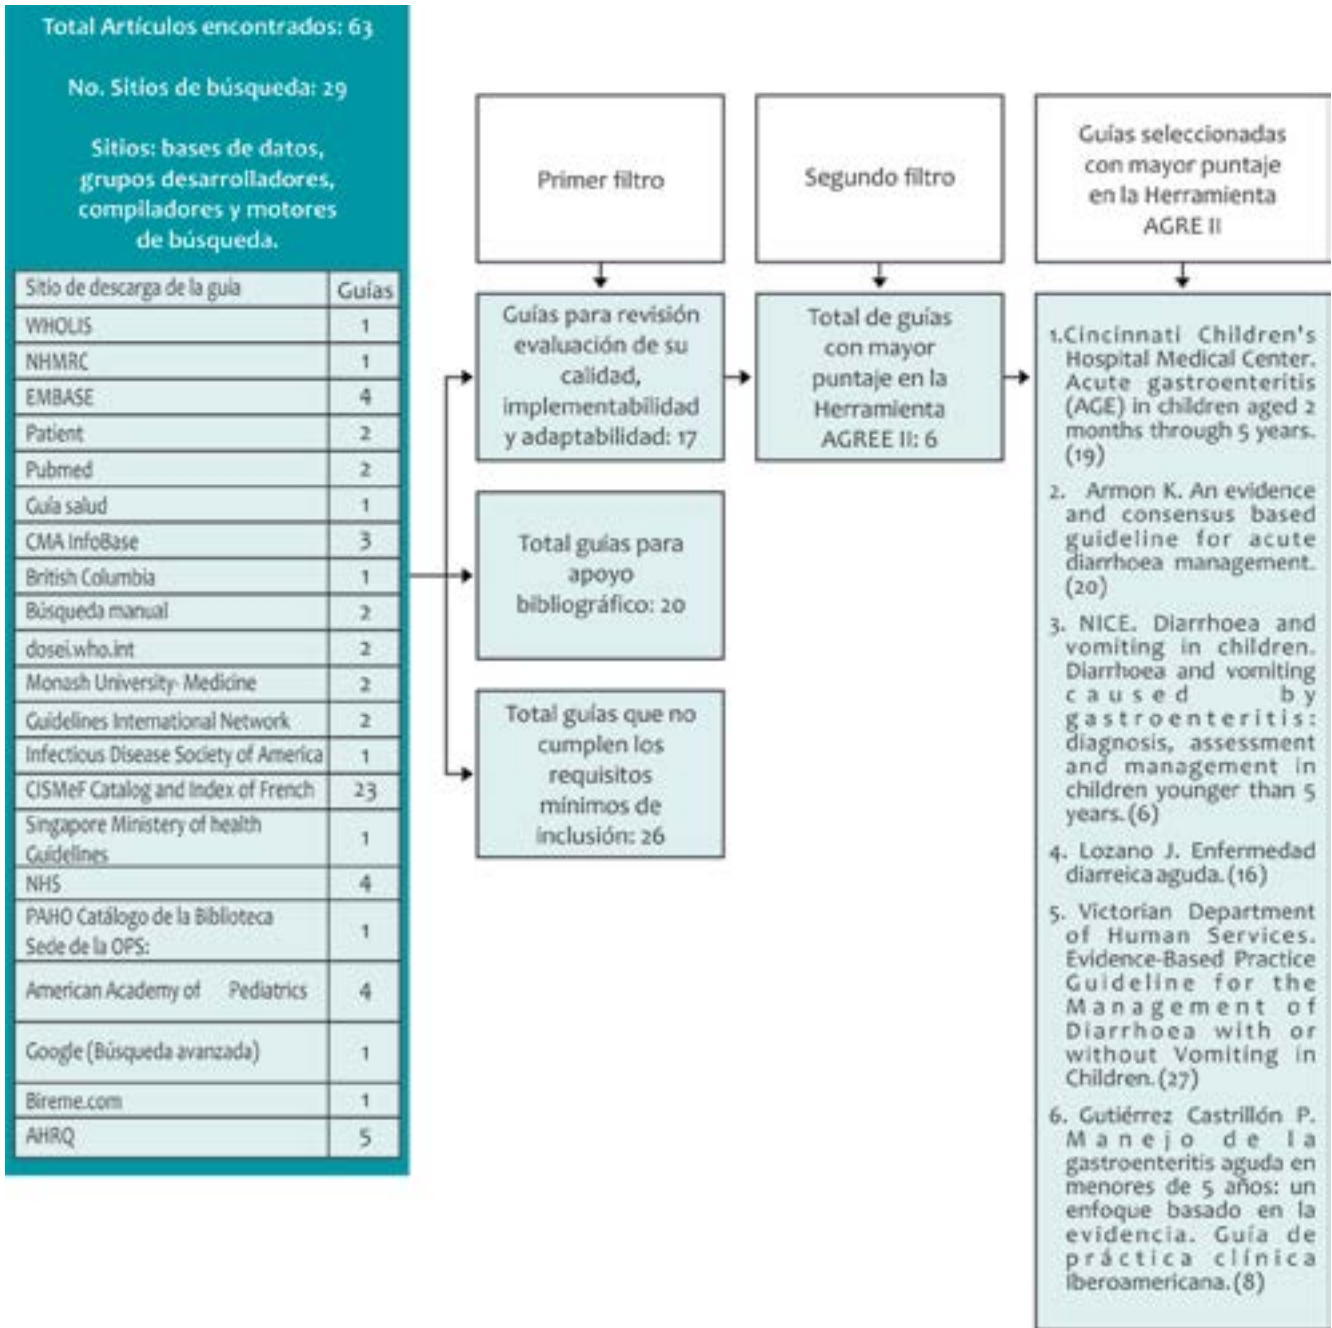 Total Artículos encontrados: 63
No. Sitios de búsqueda: 29
Sitios: bases de datos,
grupos desarrolladores,
compiladores y motores
de búsqueda.
Sitio de descarga de la guía Guías
WHOLIS 1
NHMRC 1
EMBASE 4
Patient 2
Pubmed 2
Guía salud 1
CMA InfoBase 3
British Columbia 1
Búsqueda manual 2
dosei.who.int 2
Monash University- Medicine 2
Guidelines International Network 2
Infectious Disease Society of America 1
CISMeF Catalog and Index of French 23
Singapore Ministery of health
Guidelines 1
NHS 4
PAHO Catálogo de la Biblioteca
Sede de la OPS: 1
American Academy of Pediatrics 4
Google (Búsqueda avanzada) 1
Bireme.com 1
AHRQ 5
Primer filtro
Guías para revisión
evaluación de su
calidad,
implementabilidad
y adaptabilidad: 17
Total guías para
apoyo
bibliográfico: 20
Total guías que no
cumplen los
requisitos
mínimos de
inclusión: 26
Segundo filtro
Total de guías
con mayor
puntaje en la
Herramienta
AGREE II: 6
Guías seleccionadas
con mayor puntaje
en la Herramienta
AGRE II
1.Cincinnati Children's
Hospital Medical Center.
Acute gastroenteritis
(AGE) in children aged 2
months through 5 years.
(19)
2. Armon K. An evidence
and consensus based
guideline for acute
diarrhoea management.
(20)
3. NICE. Diarrhoea and
vomiting in children.
Diarrhoea and vomiting
caused by
gastroenteritis:
diagnosis, assessment
and management in
children younger than 5
years.(6)
4. Lozano J. Enfermedad
diarreica aguda.(16)
5. Victorian Department
of Human Services.
Evidence-Based Practice
Guideline for the
Management of
Diarrhoea with or
without Vomiting in
Children.(27)
6. Gutiérrez Castrillón P.
Manejo de la
gastroenteritis aguda en
menores de 5 años: un
enfoque basado en la
evidencia. Guía de
práctica clínica
Iberoamericana.(8)